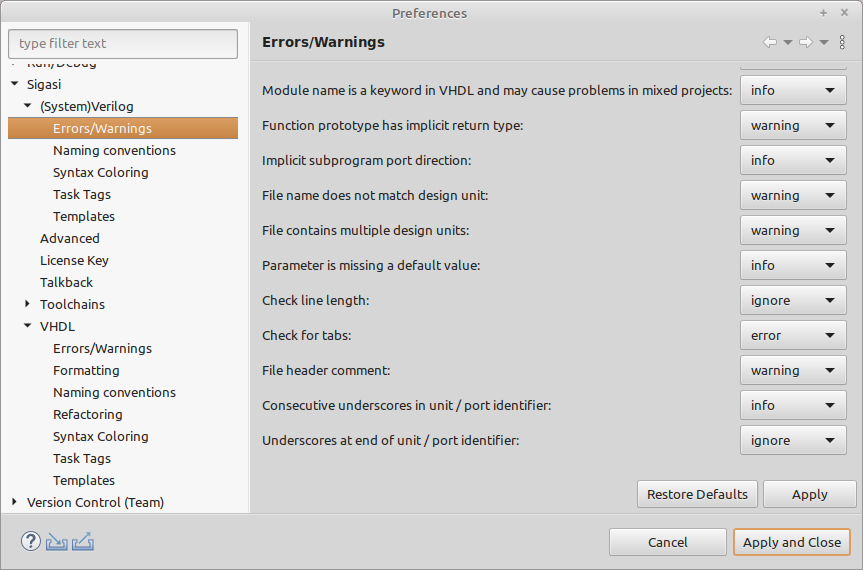 Preferences
type filter text
Run/Debug
Sigasi
(System)Verilog
Errors/Warnings
Naming conventions
Syntax Coloring
Task Tags
Templates
Advanced
License Key
Talkback
Toolchains
VHDL
Errors/Warnings
Formatting
Naming conventions
Refactoring
Syntax Coloring
Task Tags
Templates
Version Control (Team)
Errors/Warnings
Module name is a keyword in VHDL and may cause problems in mixed projects: info
Function prototype has implicit return type: warning
Implicit subprogram port direction: info
File name does not match design unit: warning
File contains multiple design units: warning
Parameter is missing a default value: info
Check line length: ignore
Check for tabs: error
File header comment: warning
Consecutive underscores in unit / port identifier: info
Underscores at end of unit / port identifier: ignore
Restore Defaults Apply
Cancel Apply and Close